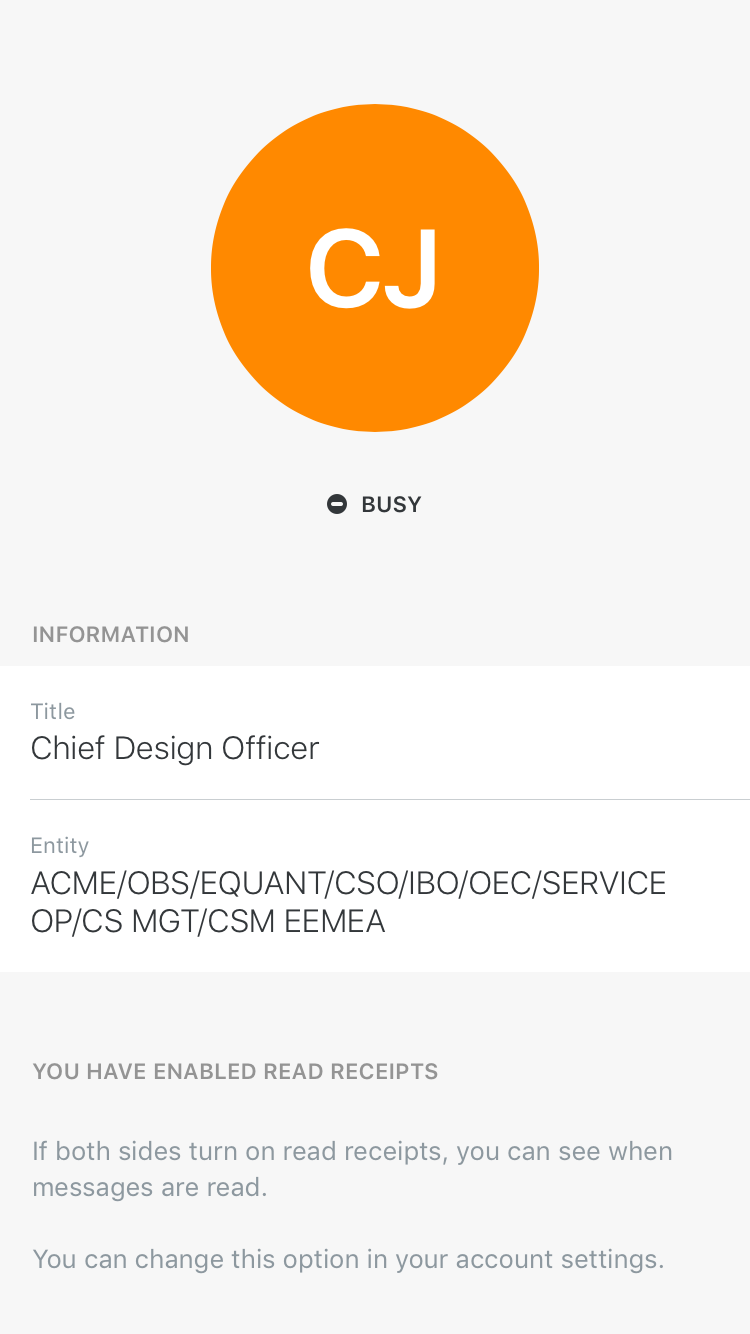 CJ
BUSY
INFORMATION
Title
Chief Design Officer
Entity
ACME/OBS/EQUANT/CSO/IBO/OEC/SERVICE
OP/CS MGT/CSM EEMEA
YOU HAVE ENABLED READ RECEIPTS
If both sides turn on read receipts, you can see when
messages are read.
You can change this option in your account settings.